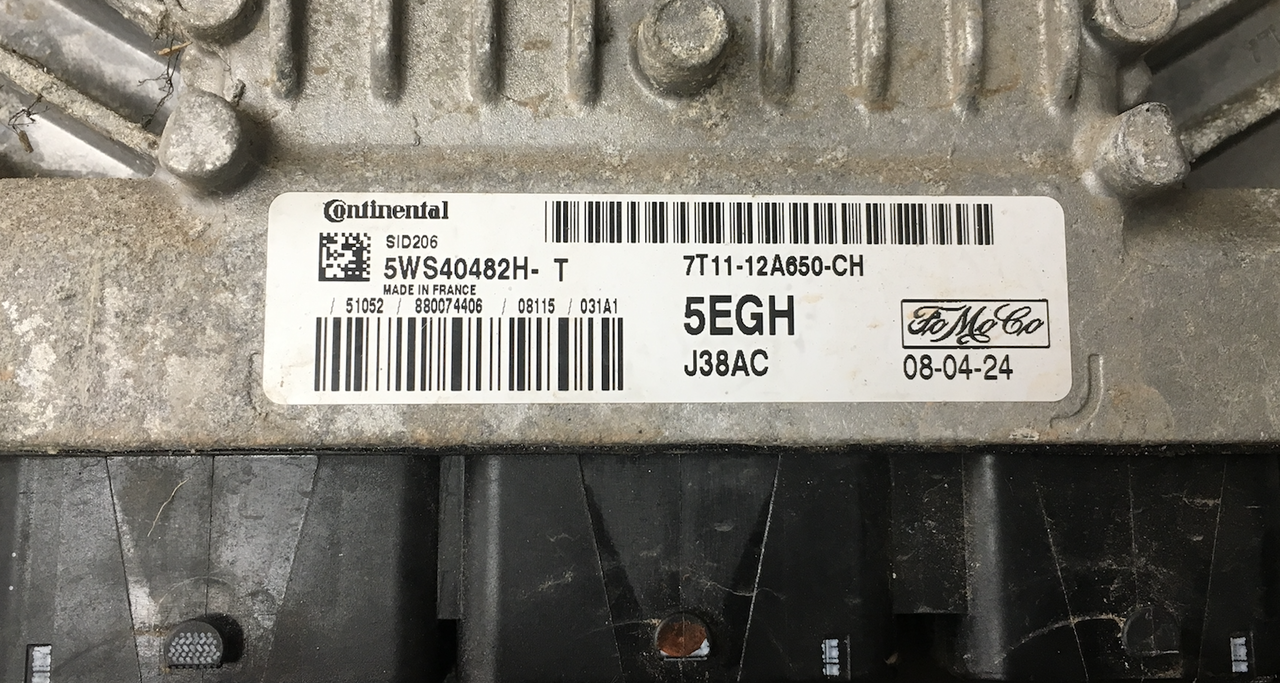 Continental
SID206
5WS40482H- T
MADE IN FRANCE
/ 51052 / 880074406 / 08115 / 031A1
7T11-12A650-CH
5EGH
J38AC
FoMoCo
08-04-24